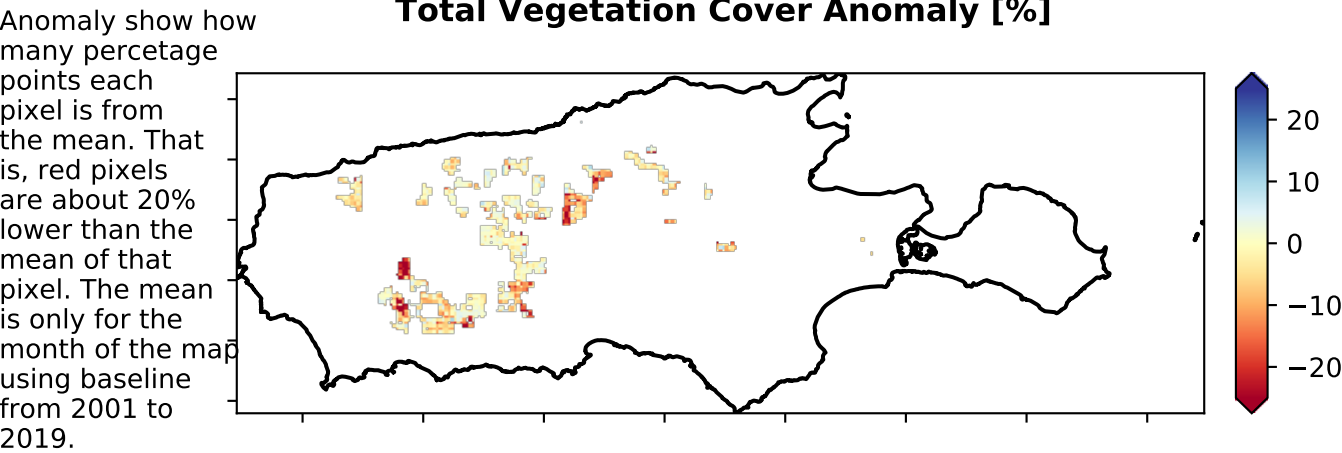 Total Vegetation Cover Anomaly [%]
Anomaly show how
many percetage
points each
pixel is from
the mean. That
is, red pixels
are about 20%
lower than the
mean of that
pixel. The mean
is only for the
month of the map
using baseline
from 2001 to
2019.
20
10
0
−10
−20